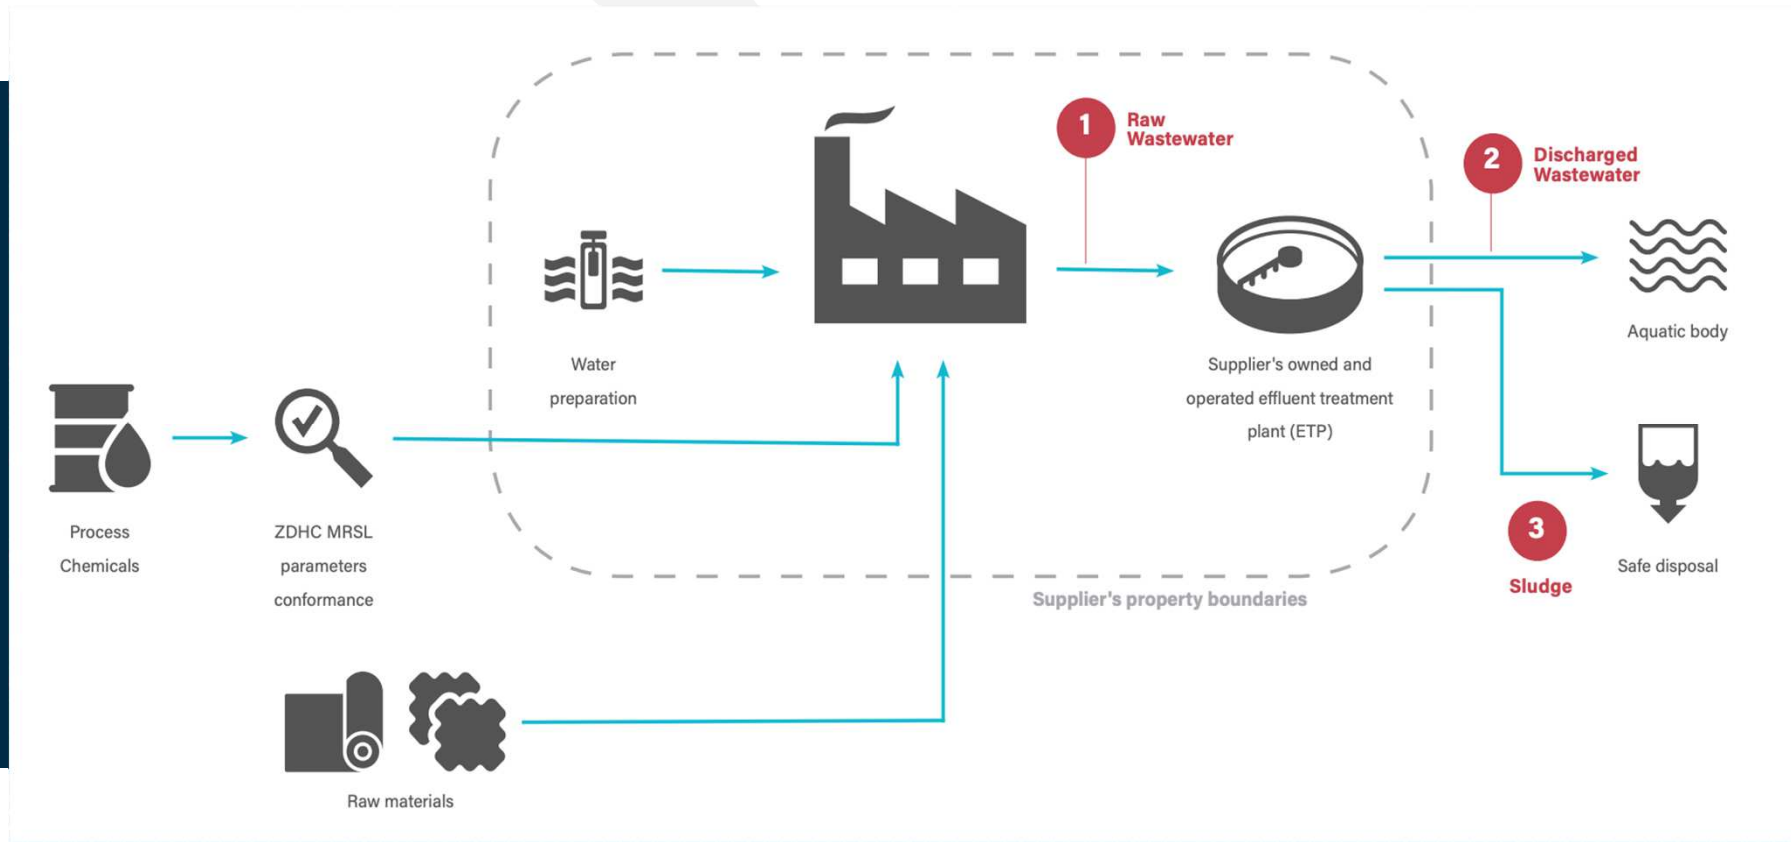 1
Raw
Wastewater
2
Discharged
Wastewater
Aquatic body
Water
preparation
Supplier's owned and
operated effluent treatment
plant (ETP)
Process
Chemicals
ZDHC MRSL
parameters
conformance
3
Sludge
Safe disposal
Supplier's property boundaries
Raw materials